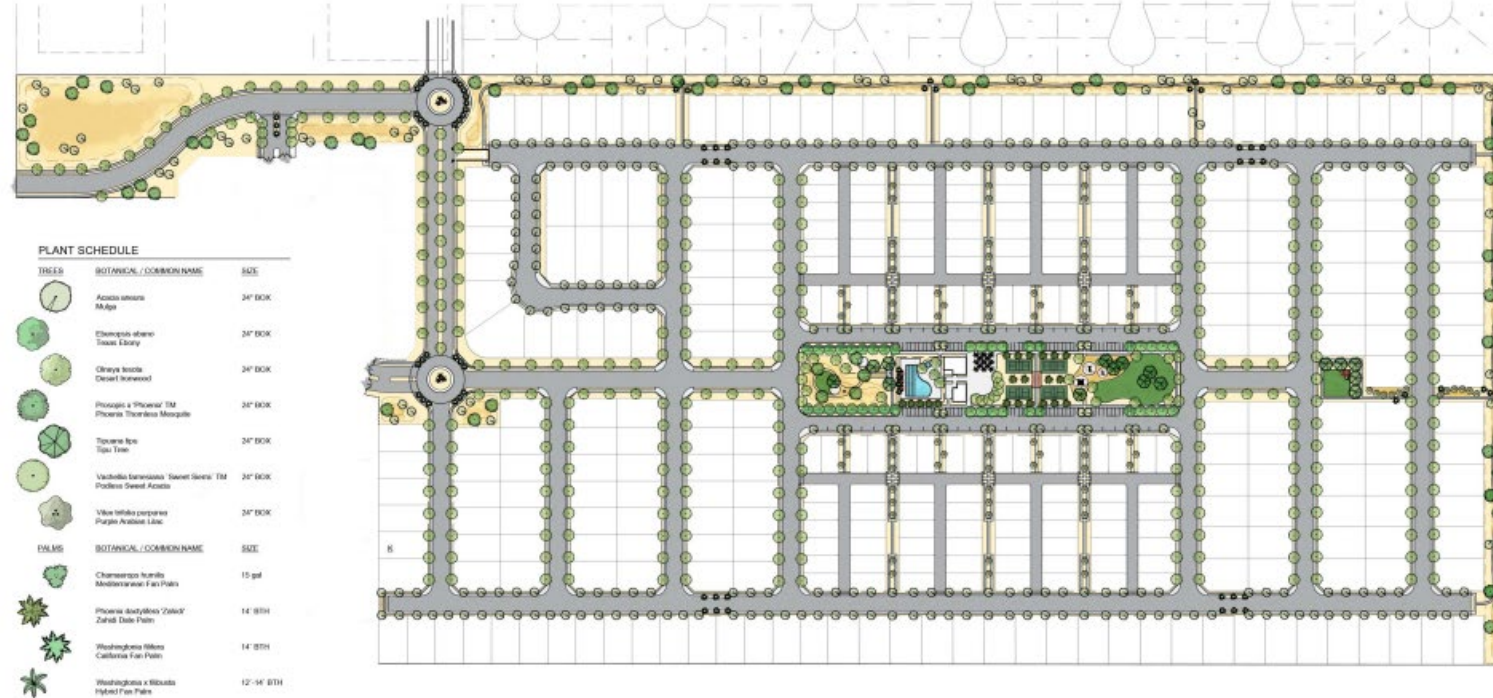 PLANT SCHEDULE
TREES BOTANICAL / COMMON NAME SIZE
Acacia aneura 24" BOX
Mulga
Ebenopsis ebano 24" BOX
Texas Ebony
Olneya tesota 24" BOX
Desert Ironwood
Prosopis x 'Phoenix' TM 24" BOX
Phoenix Thornless Mesquite
Tipuana tipu 24" BOX
Tipu Tree
Vachellia farnesiana 'Sweet Sierra' TM 24" BOX
Podless Sweet Acacia
Vitex trifolia purpurea 24" BOX
Purple Arabian Lilac
PALMS BOTANICAL / COMMON NAME SIZE
Chamaerops humilis 15 gal
Mediterranean Fan Palm
Phoenix dactylifera 'Zahidi' 14' BTH
Zahidi Date Palm
Washingtonia filifera 14' BTH
California Fan Palm
Washingtonia x filibusta 12'-14' BTH
Hybrid Fan Palm